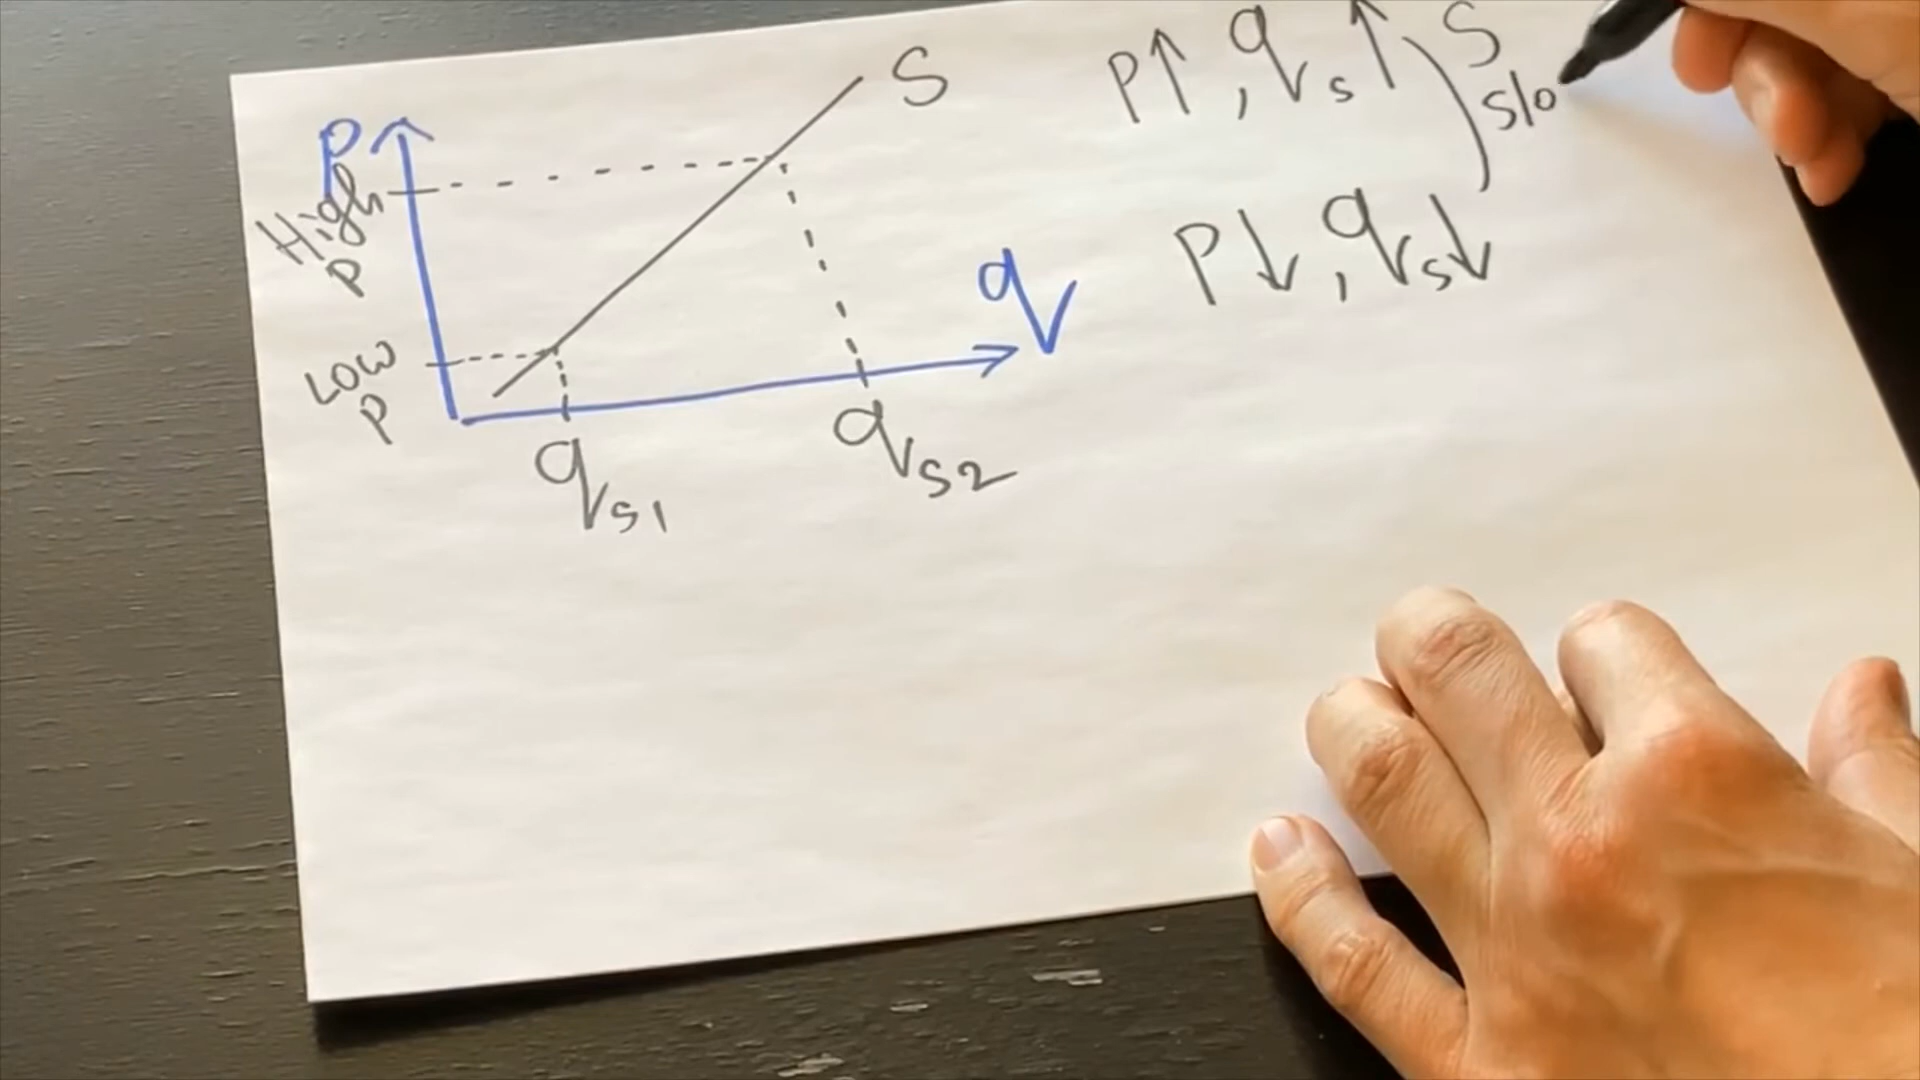 P
High
P
Low
P
S
q
qs1
qs2
P↑, qs↑
P↓, qs↓
S
slo